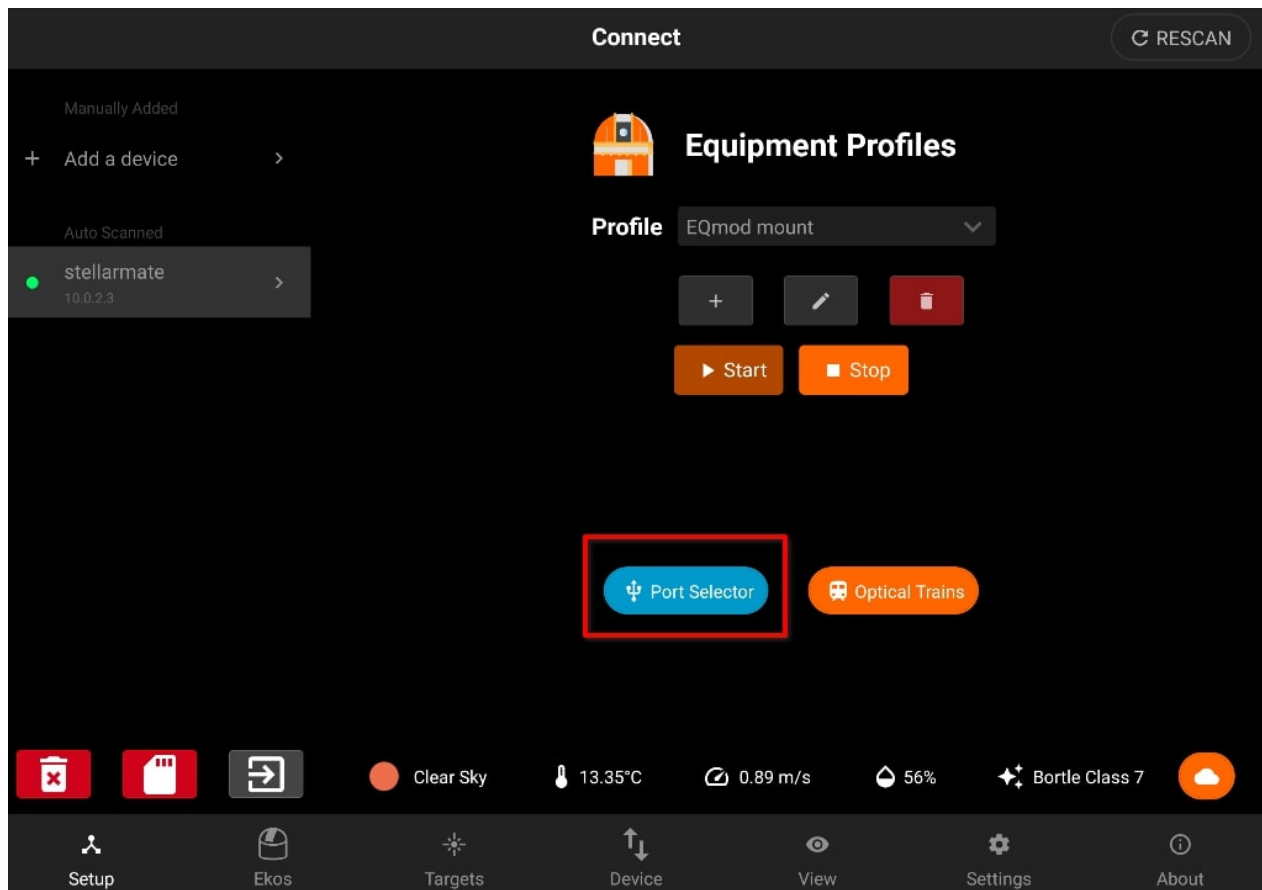 Connect
RESCAN
Manually Added
Add a device
Auto Scanned
stellarmate
10.0.2.3
Equipment Profiles
Profile EQmod mount
Start Stop
Port Selector Optical Trains
Clear Sky 13.35°C 0.89 m/s 56% Bortle Class 7
Setup Ekos Targets Device View Settings About